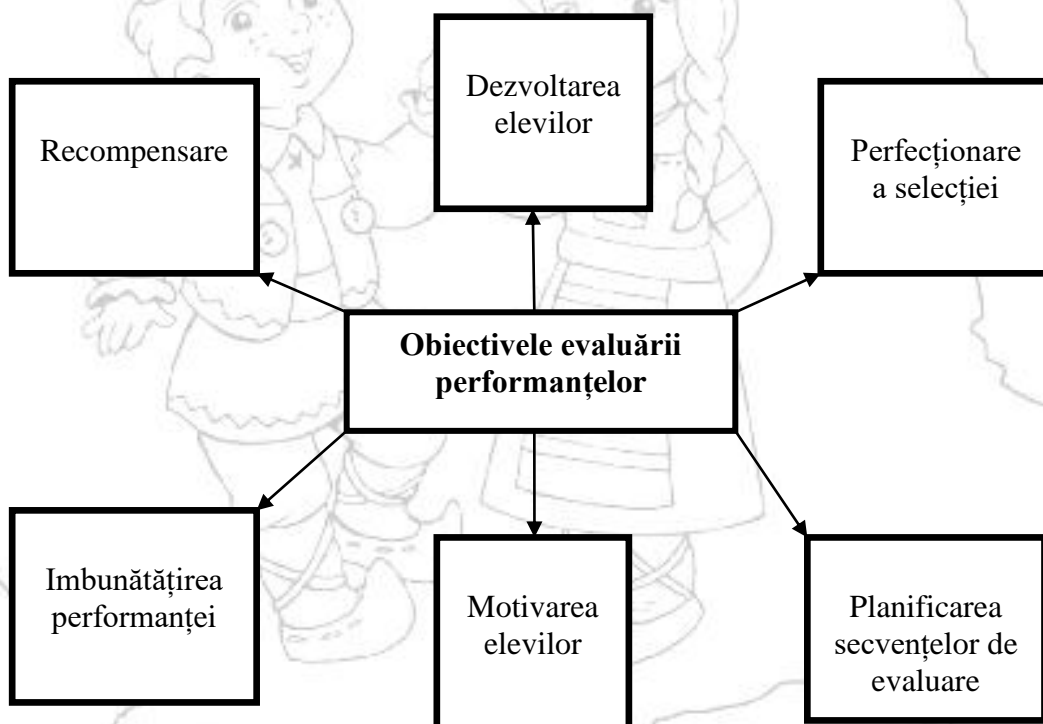 Dezvoltarea
elevilor
Recompensare
Perfecționare
a selecției
Obiectivele evaluării
performanțelor
Imbunătățirea
performanței
Motivarea
elevilor
Planificarea
secvențelor de
evaluare